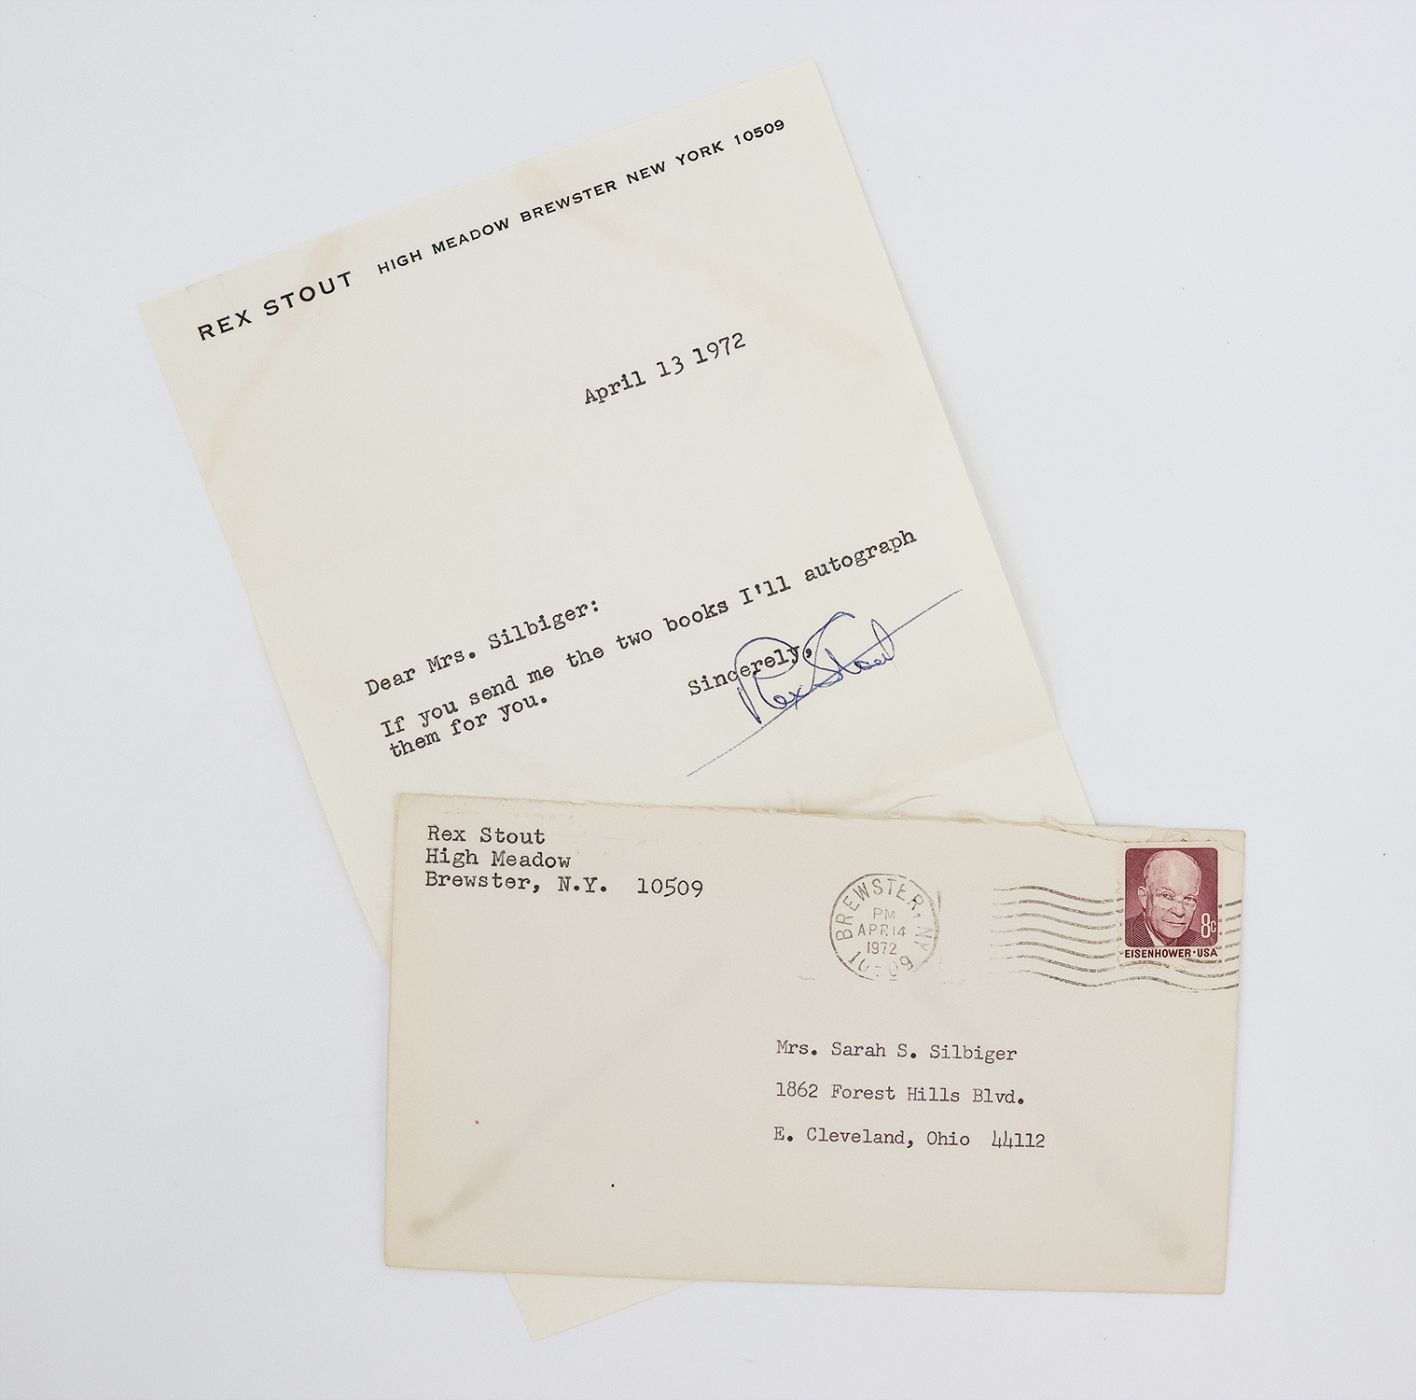 REX STOUT HIGH MEADOW BREWSTER NEW YORK 10509
April 13 1972
Dear Mrs. Silbiger:
If you send me the two books I'll autograph
them for you.
Sincerely,
Rex Stout
Rex Stout
High Meadow
Brewster, N.Y. 10509
BREWSTER, NY
PM
APR 14
1972
10509
8c
EISENHOWER·USA
Mrs. Sarah S. Silbiger
1862 Forest Hills Blvd.
E. Cleveland, Ohio 44112